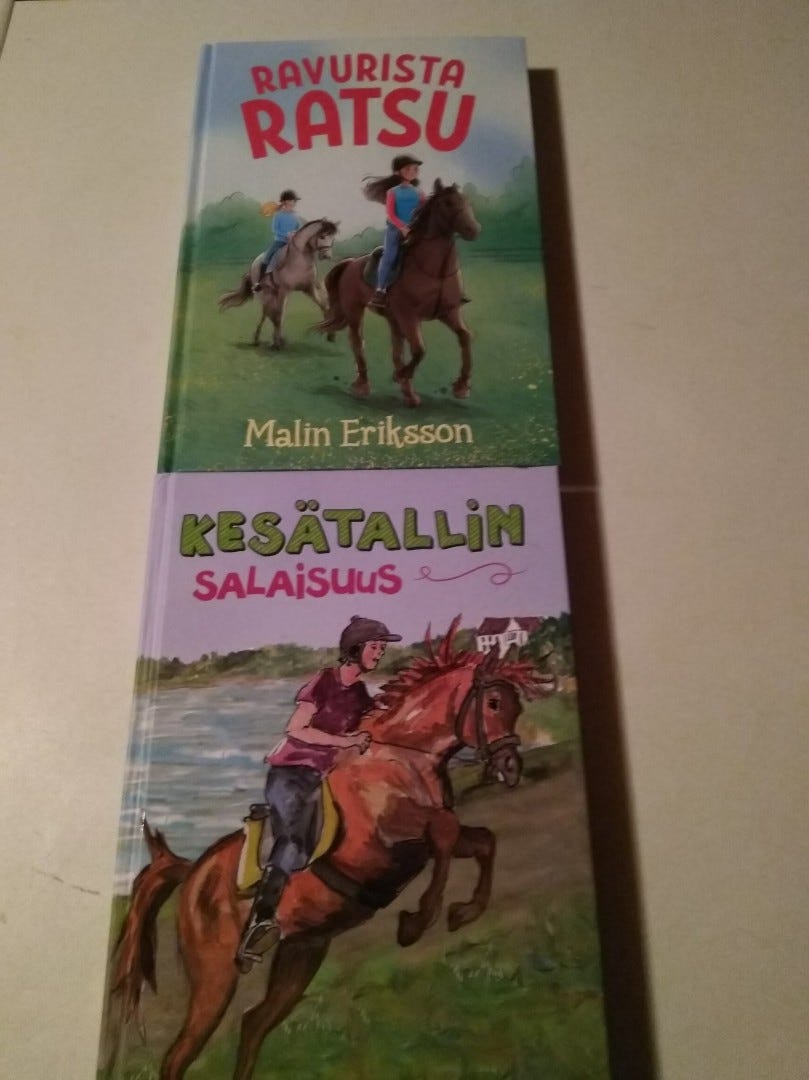 RAVURISTA
RATSU
Malin Eriksson
KESÄTALLiN
SALAiSUUS